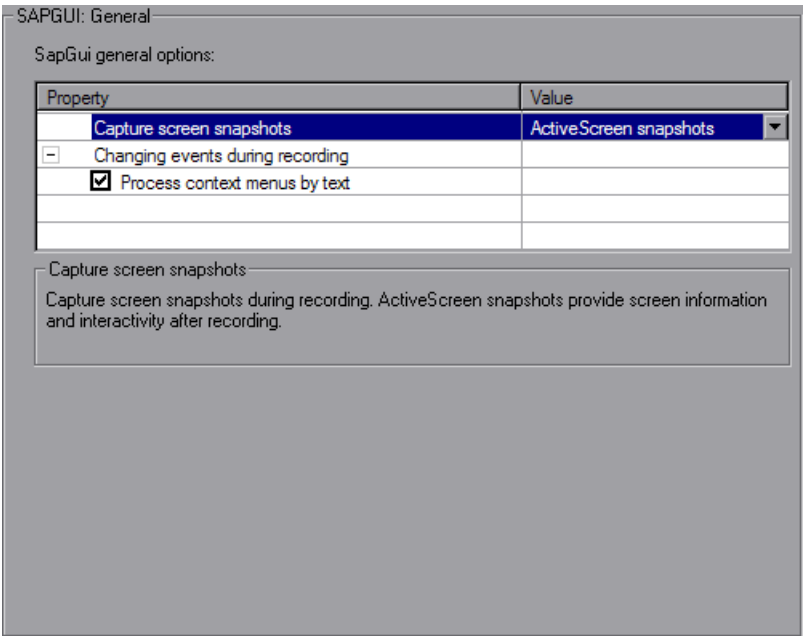 SAPGUI: General
SapGui general options:
Property Value
Capture screen snapshots ActiveScreen snapshots
Changing events during recording
Process context menus by text
Capture screen snapshots
Capture screen snapshots during recording. ActiveScreen snapshots provide screen information
and interactivity after recording.